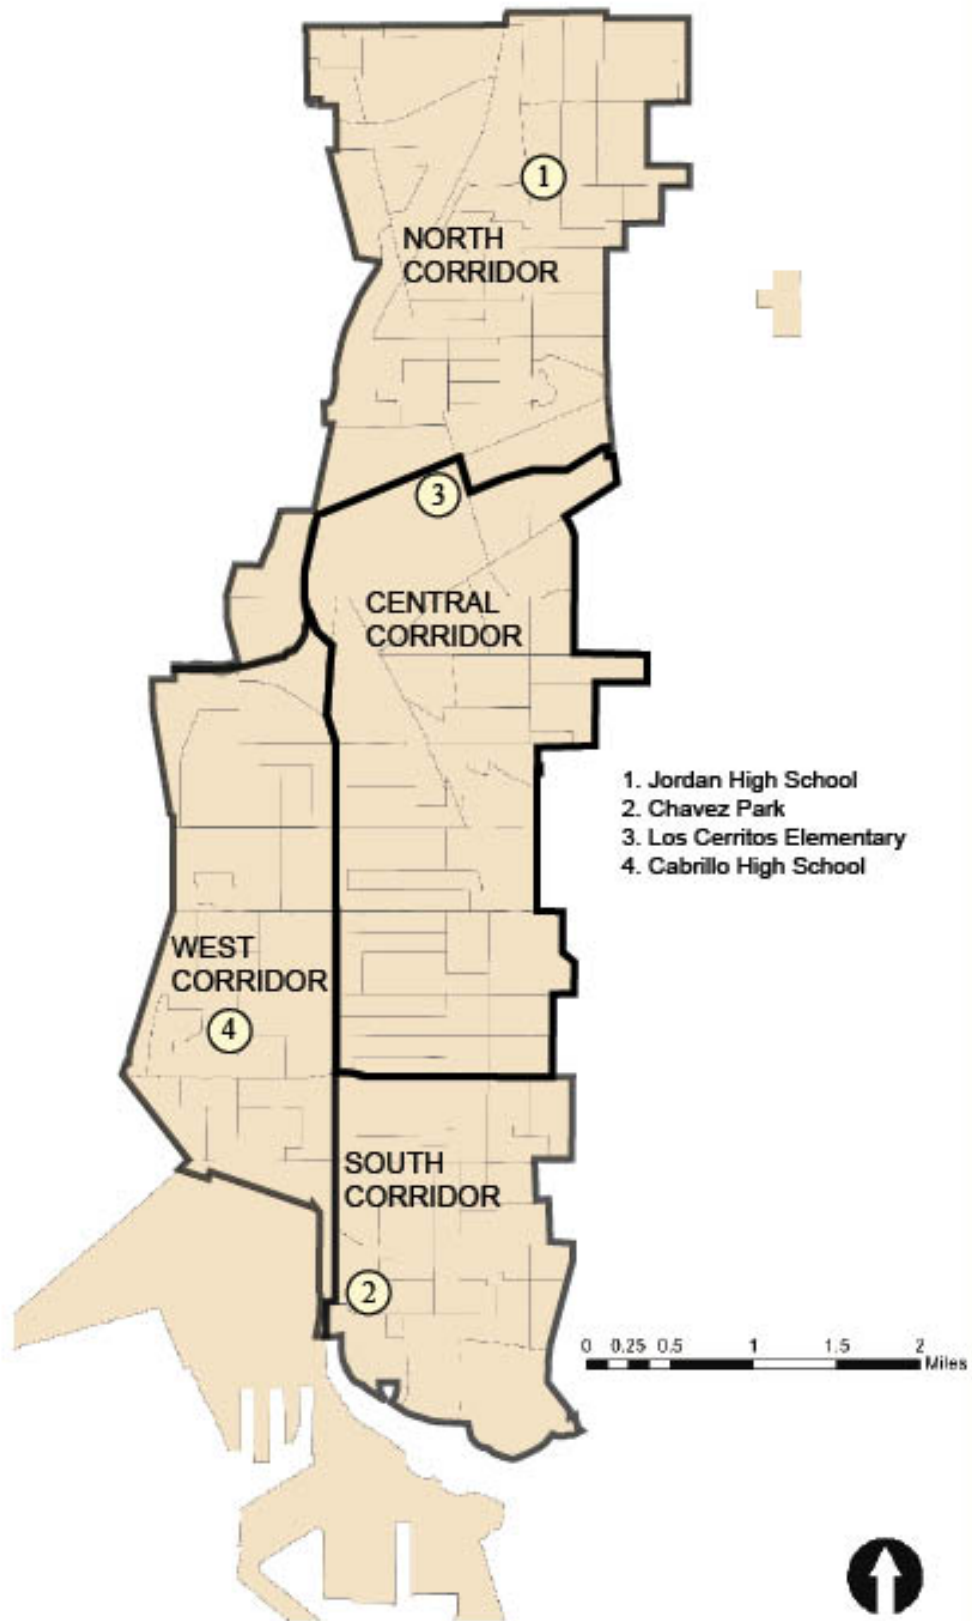 1
NORTH
CORRIDOR
3
CENTRAL
CORRIDOR
1. Jordan High School
2. Chavez Park
3. Los Cerritos Elementary
4. Cabrillo High School
WEST
CORRIDOR
4
SOUTH
CORRIDOR
2
0 0.25 0.5 1 1.5 2
Miles